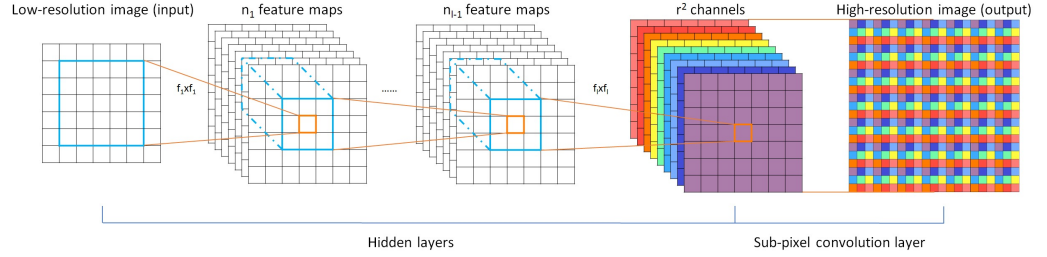 Low-resolution image (input)
n₁ feature maps
nₗ₋₁ feature maps
r² channels
High-resolution image (output)
f₁xf₁
......
fₗxfₗ
Hidden layers
Sub-pixel convolution layer